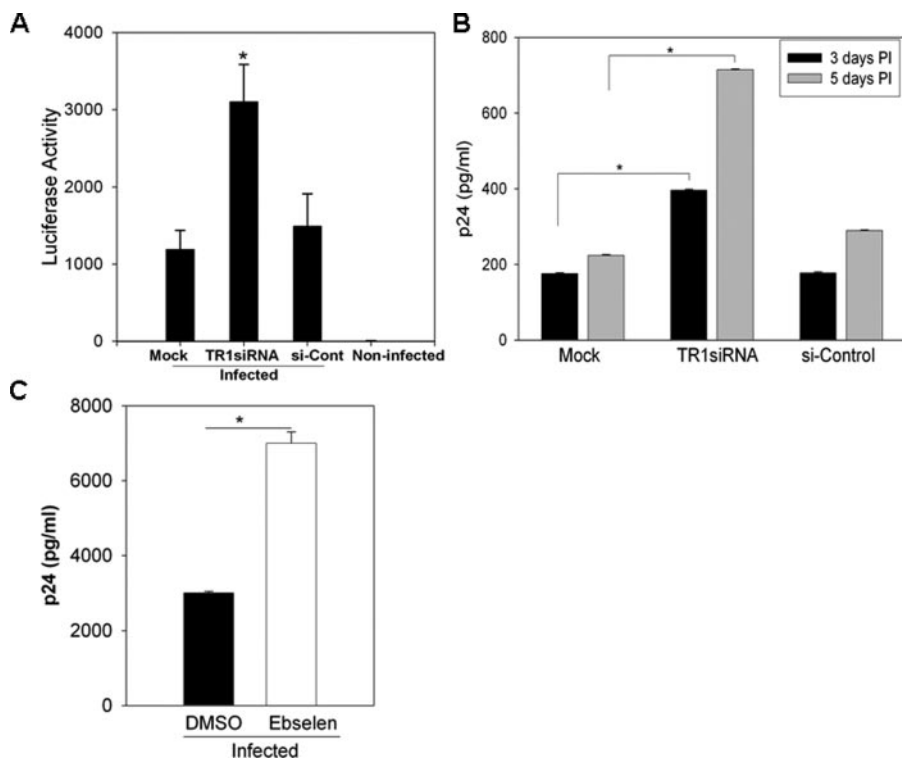 A
Luciferase Activity
4000
3000
2000
1000
0
*
Mock TR1siRNA si-Cont Non-infected
Infected
B
p24 (pg/ml)
800
600
400
200
0
*
*
3 days PI
5 days PI
Mock TR1siRNA si-Control
C
p24 (pg/ml)
8000
6000
4000
2000
0
*
DMSO Ebselen
Infected